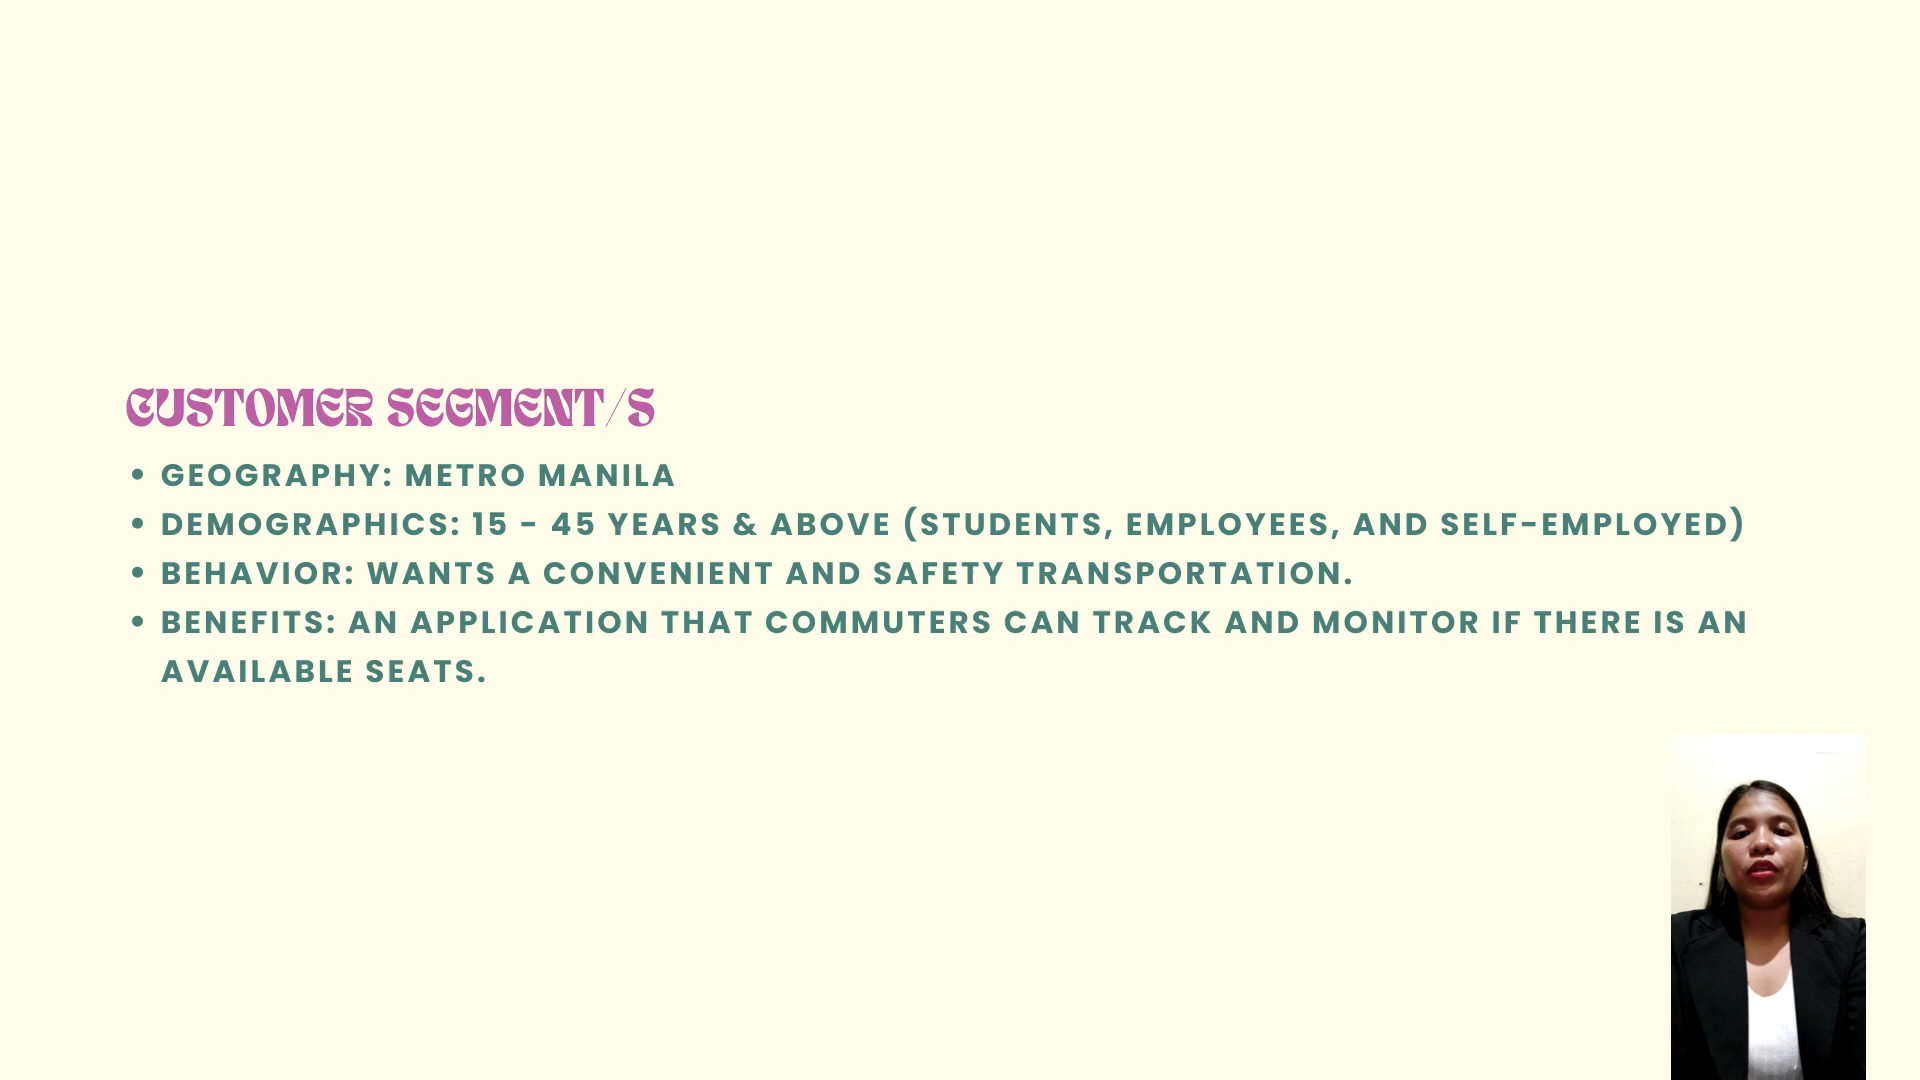 CUSTOMER SEGMENT/S
• GEOGRAPHY: METRO MANILA
• DEMOGRAPHICS: 15 - 45 YEARS & ABOVE (STUDENTS, EMPLOYEES, AND SELF-EMPLOYED)
• BEHAVIOR: WANTS A CONVENIENT AND SAFETY TRANSPORTATION.
• BENEFITS: AN APPLICATION THAT COMMUTERS CAN TRACK AND MONITOR IF THERE IS AN
AVAILABLE SEATS.